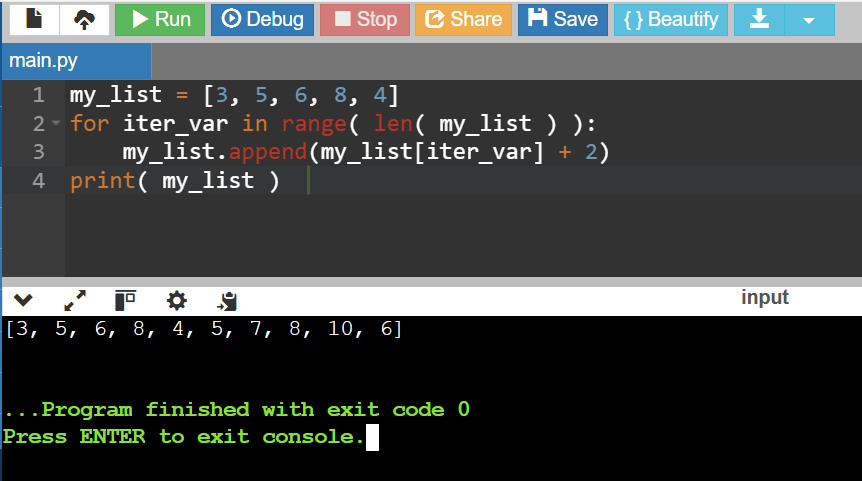 Run Debug Stop Share Save { } Beautify
main.py
1 my_list = [3, 5, 6, 8, 4]
2 for iter_var in range( len( my_list ) ):
3     my_list.append(my_list[iter_var] + 2)
4 print( my_list )
input
[3, 5, 6, 8, 4, 5, 7, 8, 10, 6]
...Program finished with exit code 0
Press ENTER to exit console.